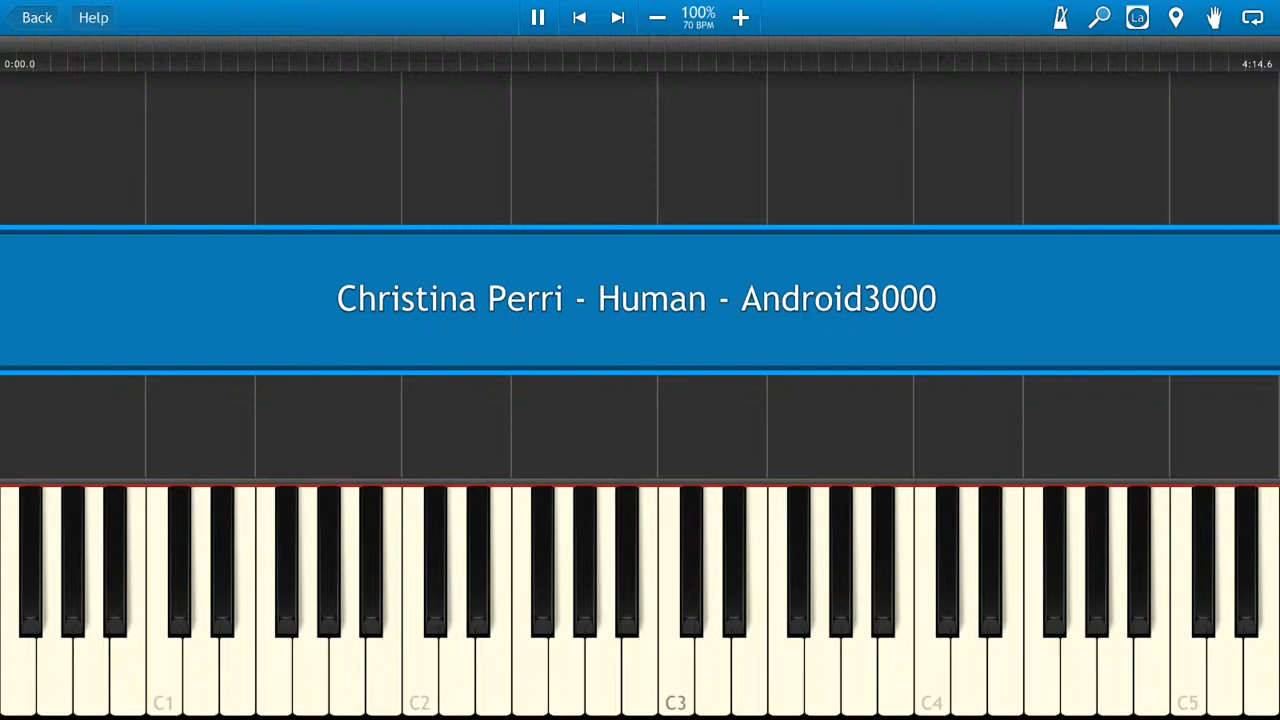 Back Help 100% La
70 BPM
0:00.0 4:14.6
Christina Perri - Human - Android3000
C1 C2 C3 C4 C5